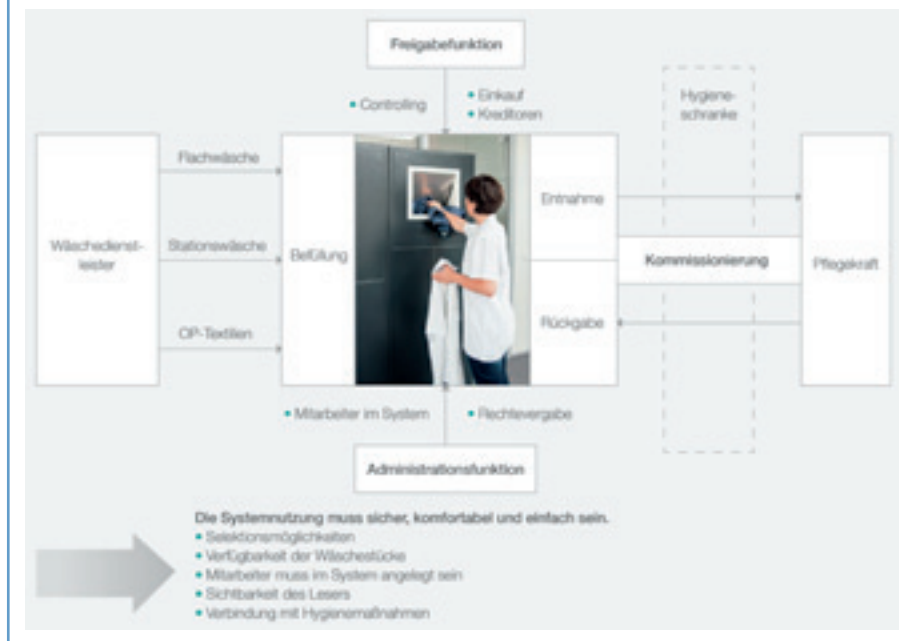 Freigabefunktion
• Controlling
• Einkauf
• Kreditoren
Hygiene-
schranke
Flachwäsche
Wäschedienst-
leister
Stationswäsche
OP-Textilien
Befüllung
Entnahme
Kommissionierung
Rückgabe
Pflegekraft
• Mitarbeiter im System
• Rechtevergabe
Administrationsfunktion
Die Systemnutzung muss sicher, komfortabel und einfach sein.
• Selektionsmöglichkeiten
• Verfügbarkeit der Wäschestücke
• Mitarbeiter muss im System angelegt sein
• Sichtbarkeit des Lesers
• Verbindung mit Hygienemaßnahmen